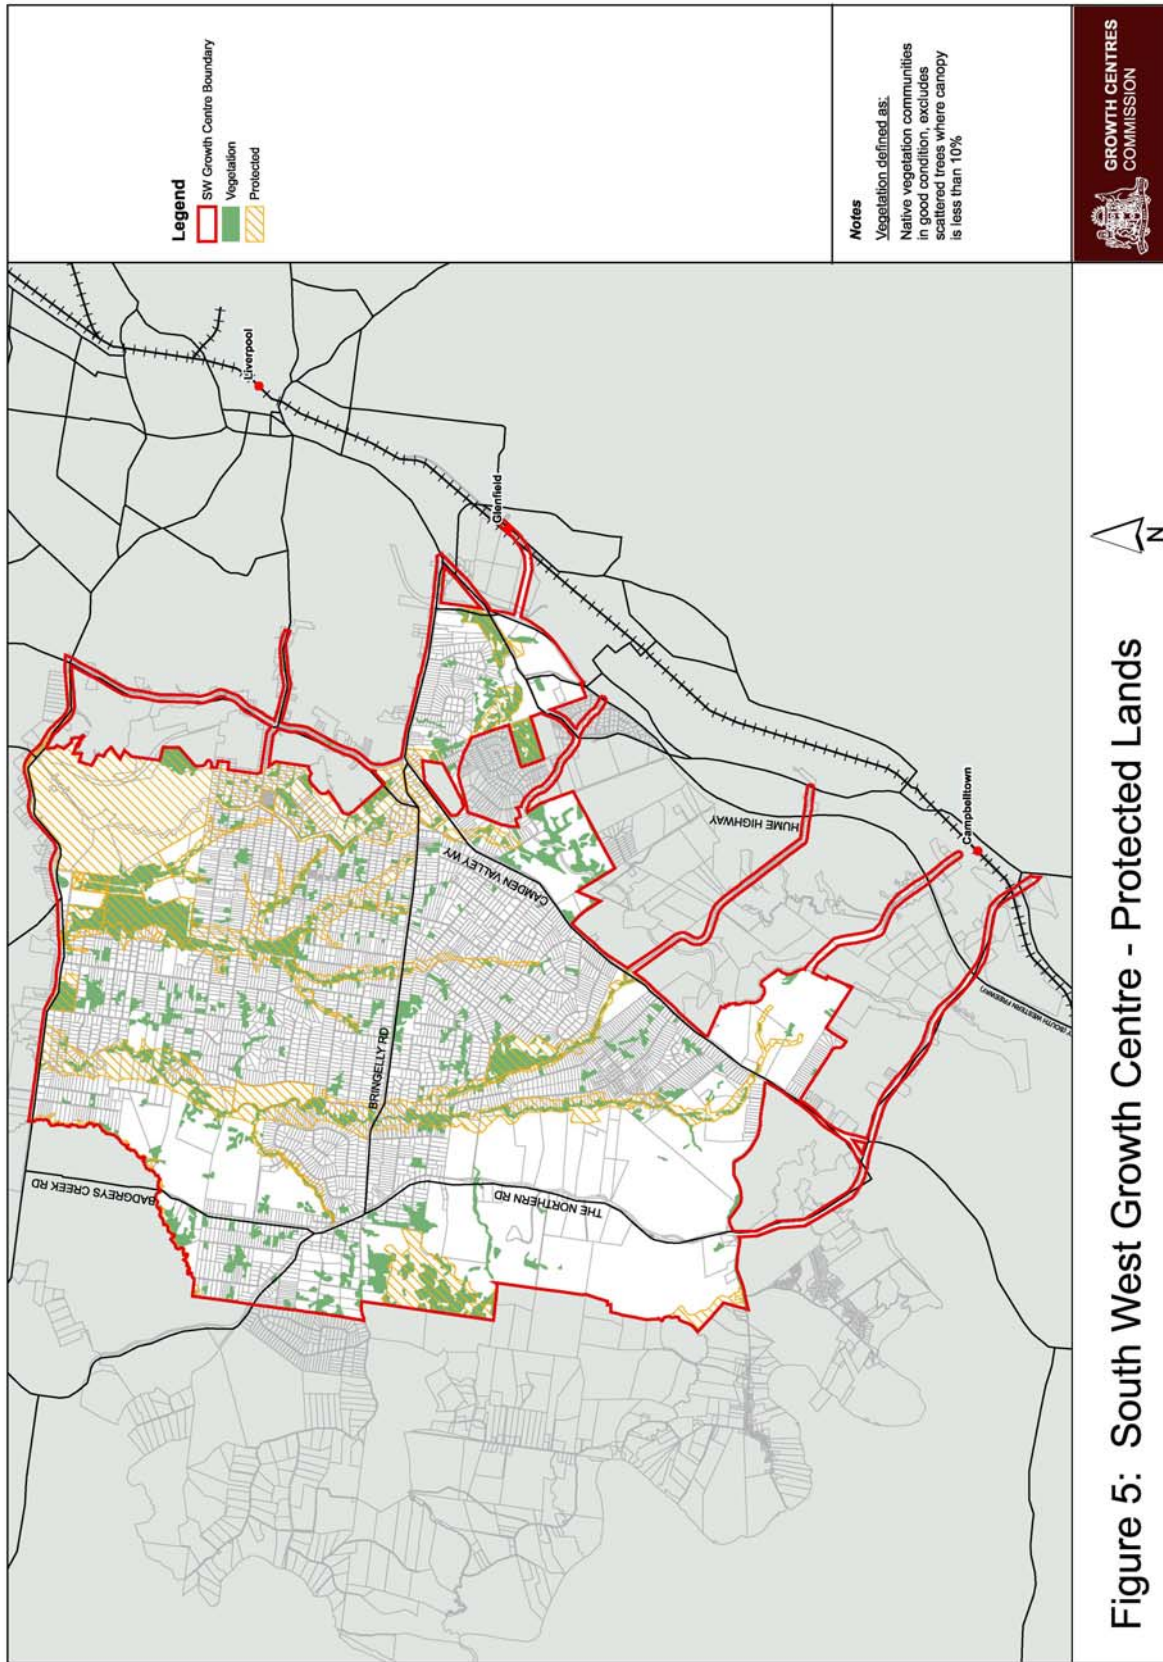 Legend
SW Growth Centre Boundary
Vegetation
Protected
Notes
Vegetation defined as:
Native vegetation communities
in good condition, excludes
scattered trees where canopy
is less than 10%
GROWTH CENTRES
COMMISSION
Liverpool
Glenfield
Campbelltown
HUME HIGHWAY
CAMDEN VALLEY WY
BRINGELLY RD
THE NORTHERN RD
BADGREYS CREEK RD
(SOUTH WESTERN FREEWAY)
N
Figure 5: South West Growth Centre - Protected Lands